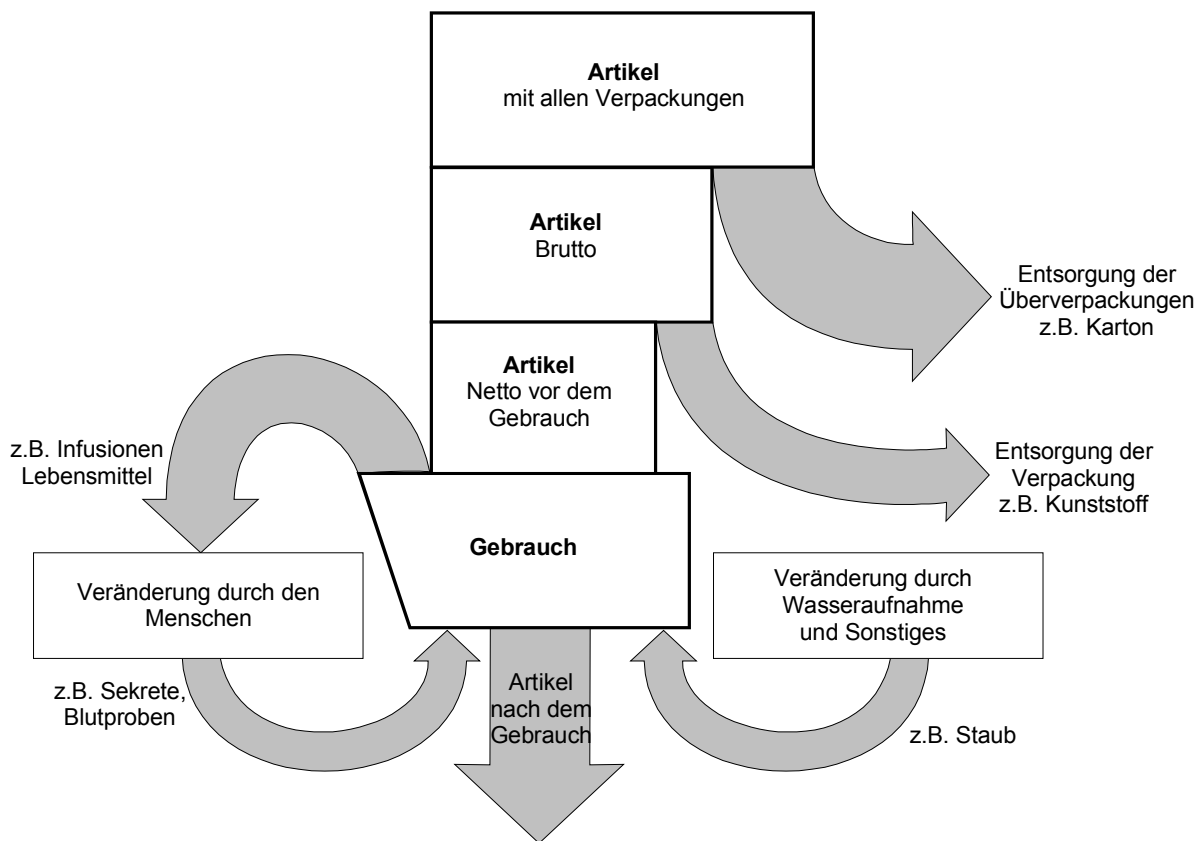 Artikel
mit allen Verpackungen
Artikel
Brutto
Entsorgung der
Überverpackungen
z.B. Karton
Artikel
Netto vor dem
Gebrauch
z.B. Infusionen
Lebensmittel
Entsorgung der
Verpackung
z.B. Kunststoff
Gebrauch
Veränderung durch den
Menschen
Veränderung durch
Wasseraufnahme
und Sonstiges
z.B. Sekrete,
Blutproben
Artikel
nach dem
Gebrauch
z.B. Staub